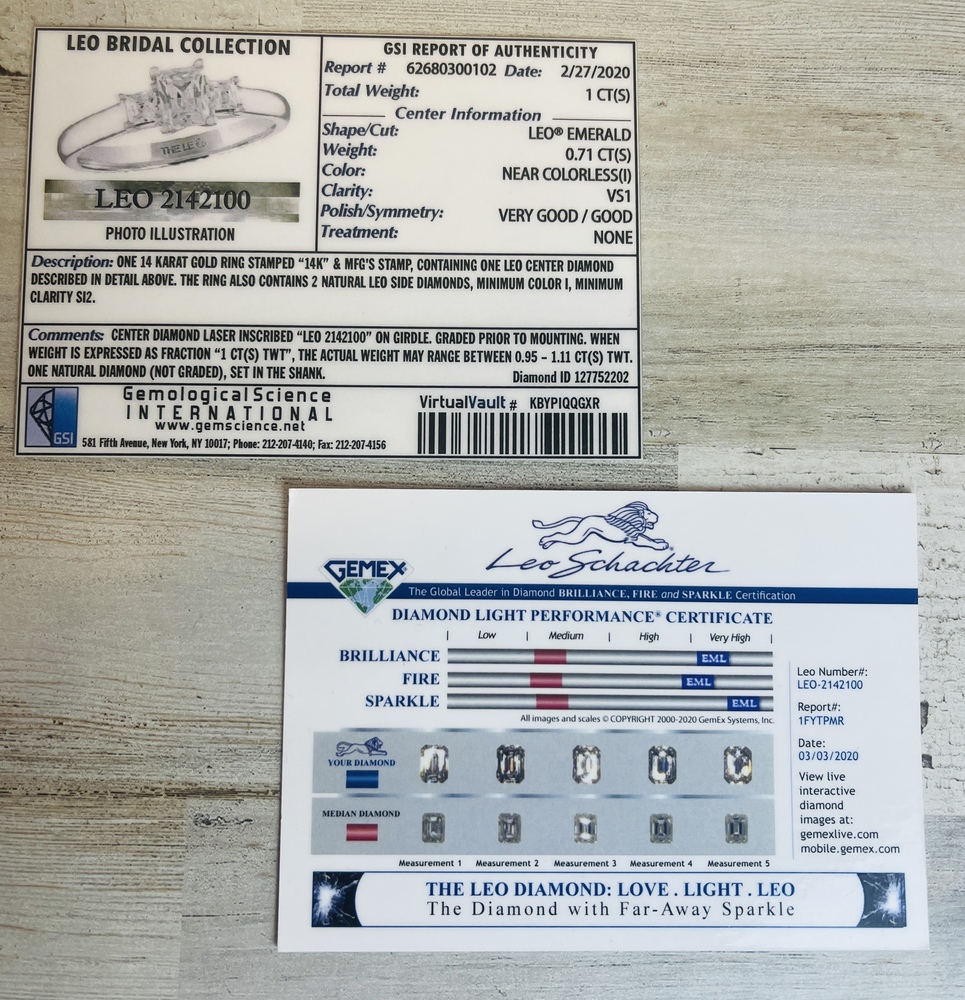 LEO BRIDAL COLLECTION
THE LEO
LEO 2142100
PHOTO ILLUSTRATION
GSI REPORT OF AUTHENTICITY
Report # 62680300102 Date: 2/27/2020
Total Weight: 1 CT(S)
Center Information
Shape/Cut: LEO® EMERALD
Weight: 0.71 CT(S)
Color: NEAR COLORLESS(I)
Clarity: VS1
Polish/Symmetry: VERY GOOD / GOOD
Treatment: NONE
Description: ONE 14 KARAT GOLD RING STAMPED "14K" & MFG'S STAMP, CONTAINING ONE LEO CENTER DIAMOND
DESCRIBED IN DETAIL ABOVE. THE RING ALSO CONTAINS 2 NATURAL LEO SIDE DIAMONDS, MINIMUM COLOR I, MINIMUM
CLARITY SI2.
Comments: CENTER DIAMOND LASER INSCRIBED "LEO 2142100" ON GIRDLE. GRADED PRIOR TO MOUNTING. WHEN
WEIGHT IS EXPRESSED AS FRACTION "1 CT(S) TWT", THE ACTUAL WEIGHT MAY RANGE BETWEEN 0.95 – 1.11 CT(S) TWT.
ONE NATURAL DIAMOND (NOT GRADED), SET IN THE SHANK.
Diamond ID 127752202
GSI
Gemological Science
INTERNATIONAL
www.gemscience.net
581 Fifth Avenue, New York, NY 10017; Phone: 212-207-4140; Fax: 212-207-4156
VirtualVault # KBYPIQQGXR
Leo Schachter
GEMEX
The Global Leader in Diamond BRILLIANCE, FIRE and SPARKLE Certification
DIAMOND LIGHT PERFORMANCE® CERTIFICATE
Low Medium High Very High
BRILLIANCE EML
FIRE EML
SPARKLE EML
All images and scales © COPYRIGHT 2000-2020 GemEx Systems, Inc.
YOUR DIAMOND
MEDIAN DIAMOND
Measurement 1 Measurement 2 Measurement 3 Measurement 4 Measurement 5
Leo Number#:
LEO-2142100
Report#:
1FYTPMR
Date:
03/03/2020
View live
interactive
diamond
images at:
gemexlive.com
mobile.gemex.com
THE LEO DIAMOND: LOVE . LIGHT . LEO
The Diamond with Far-Away Sparkle